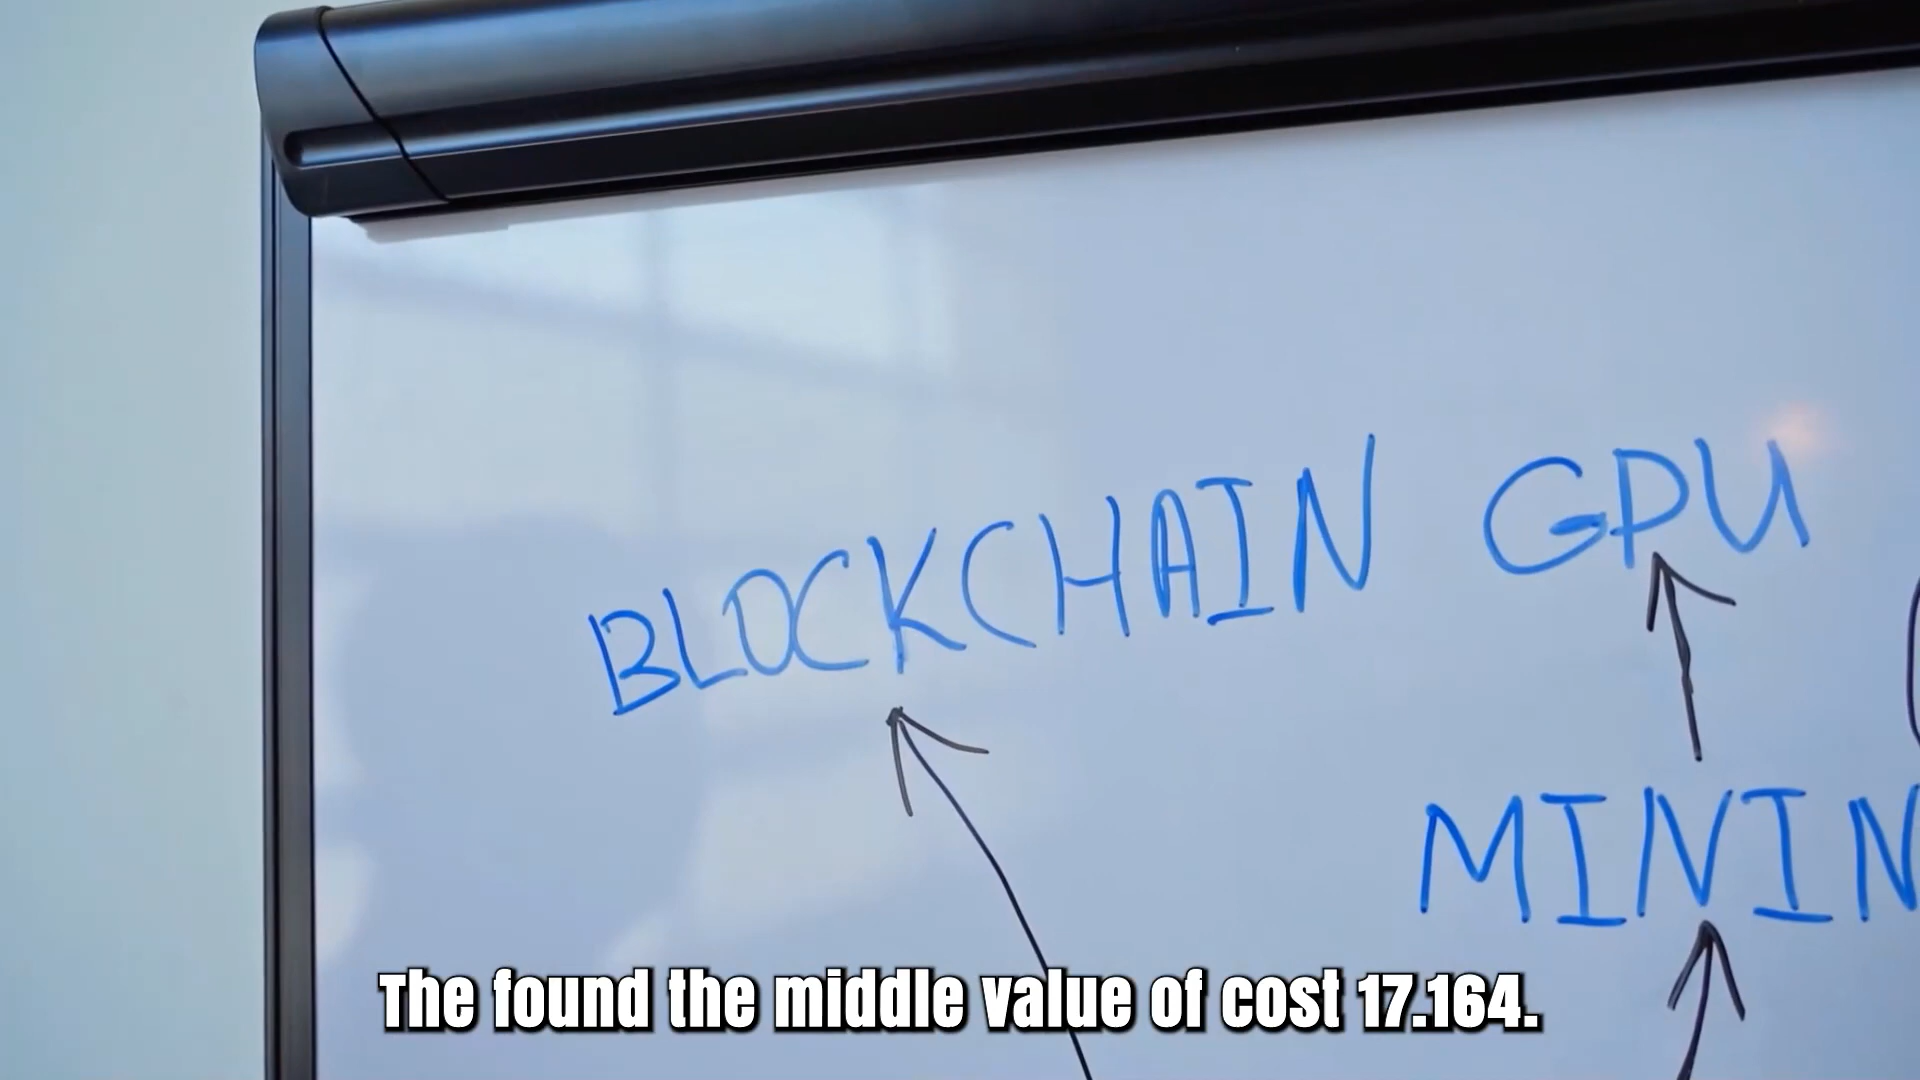 BLOCKCHAIN GPU
MININ
The found the middle value of cost 17.164.